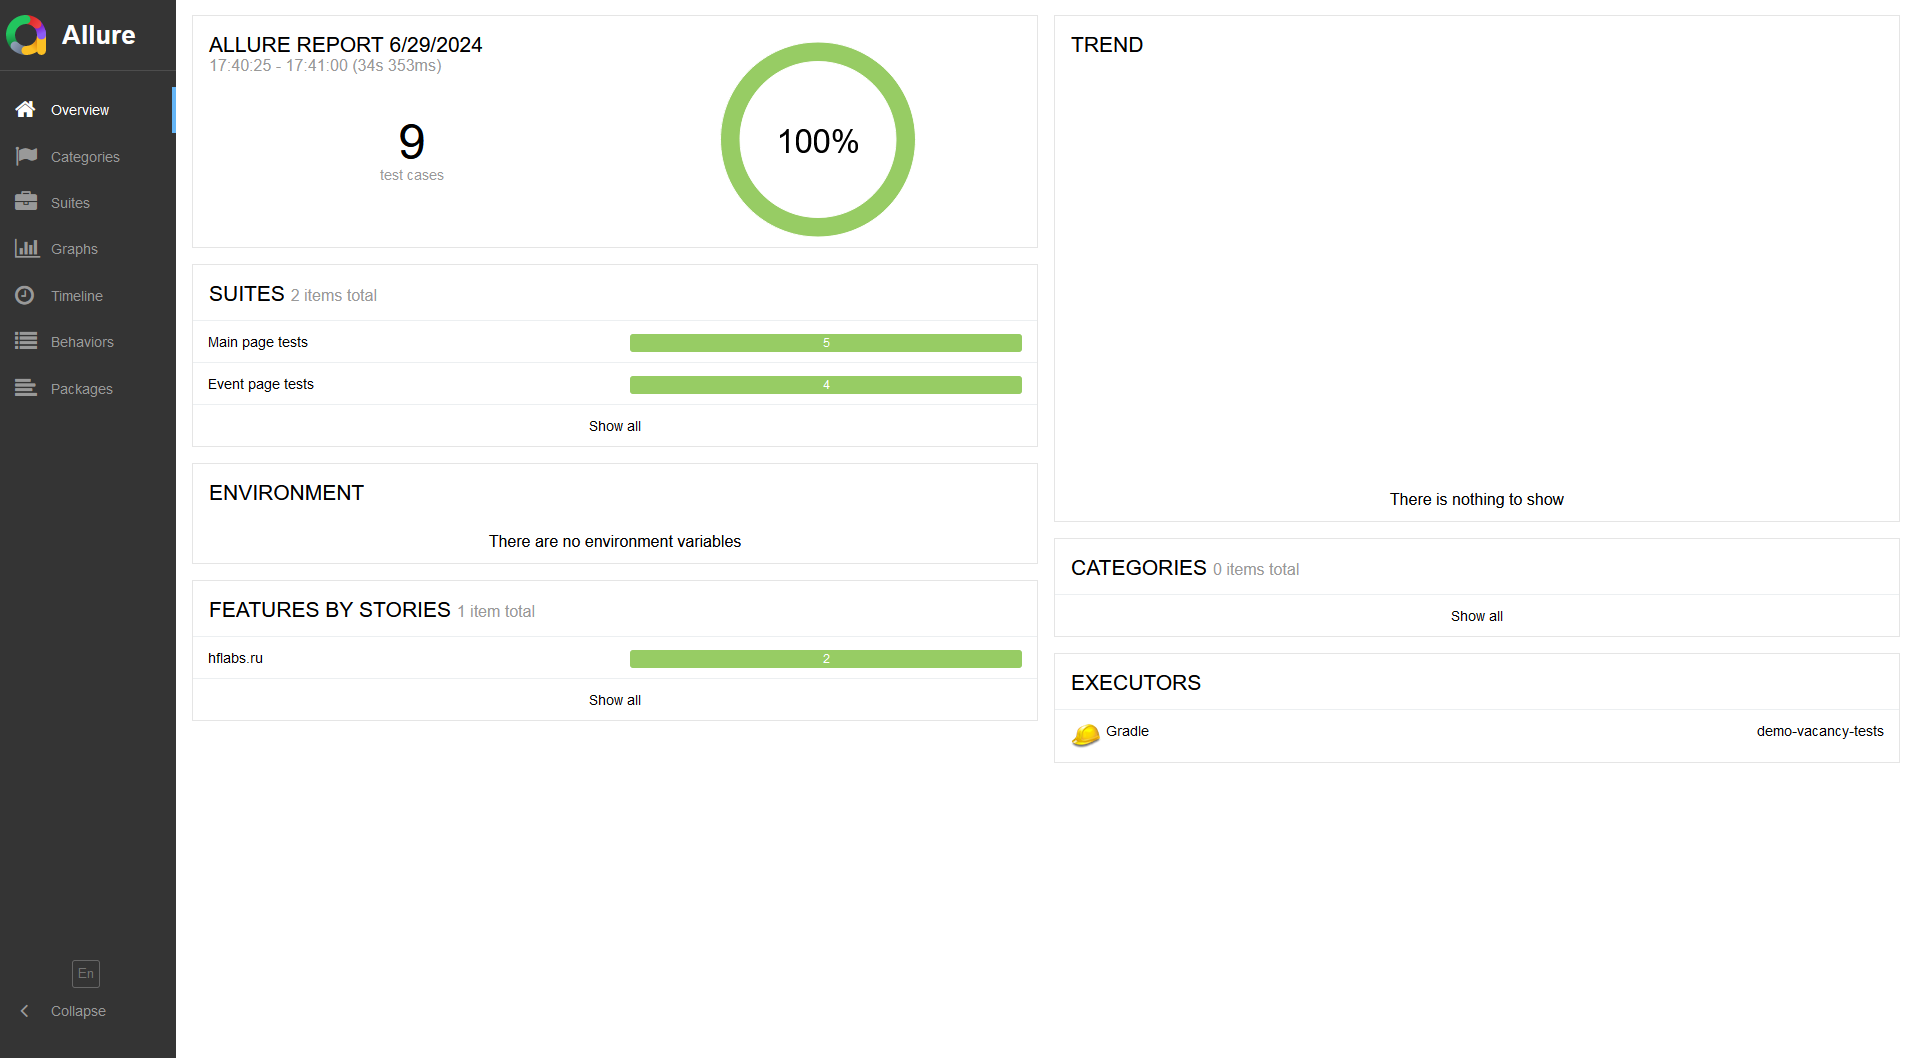 Allure
Overview
Categories
Suites
Graphs
Timeline
Behaviors
Packages
En
Collapse
ALLURE REPORT 6/29/2024
17:40:25 - 17:41:00 (34s 353ms)
9
test cases
100%
SUITES 2 items total
Main page tests 5
Event page tests 4
Show all
ENVIRONMENT
There are no environment variables
FEATURES BY STORIES 1 item total
hflabs.ru 2
Show all
TREND
There is nothing to show
CATEGORIES 0 items total
Show all
EXECUTORS
Gradle demo-vacancy-tests